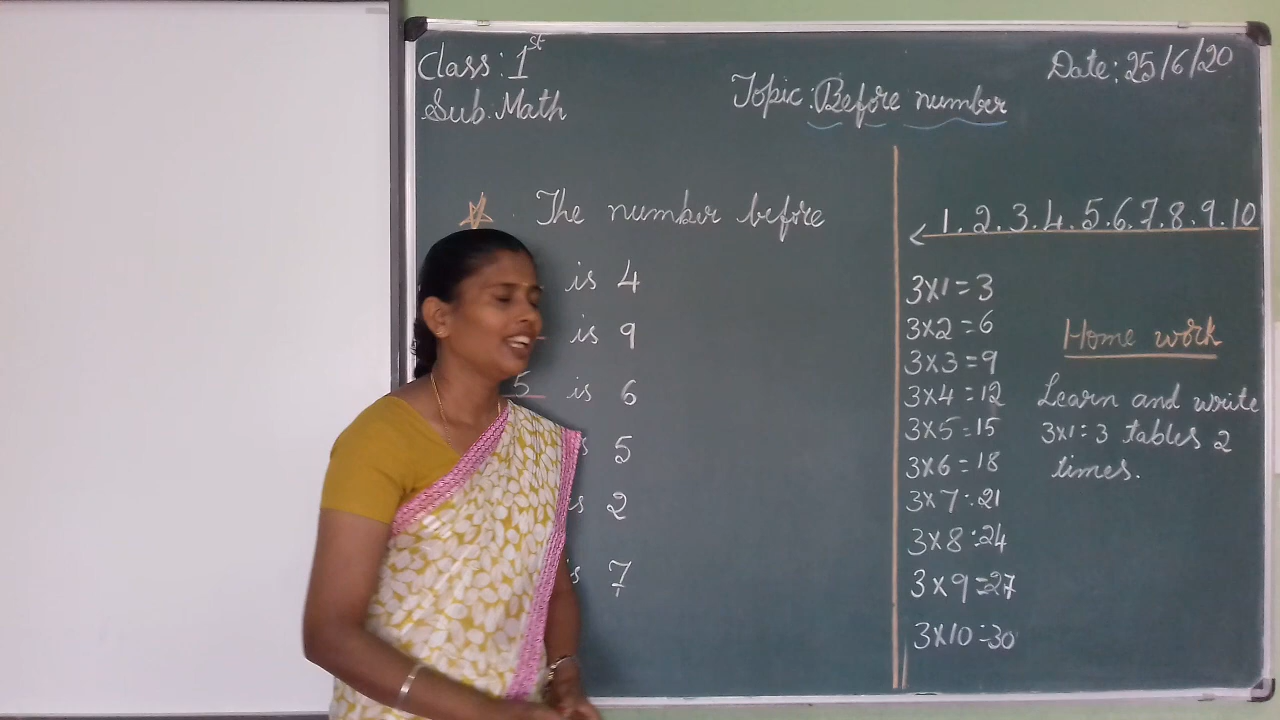 Class: 1st
Sub: Math
Topic: Before number
Date: 25/6/20
The number before
is 4
is 9
5 is 6
5
2
7
1. 2. 3. 4. 5. 6. 7. 8. 9. 10
3x1=3
3x2=6
3x3=9
3x4=12
3x5=15
3x6=18
3x7=21
3x8=24
3x9=27
3x10=30
Home work
Learn and write
3x1=3 tables 2
times.